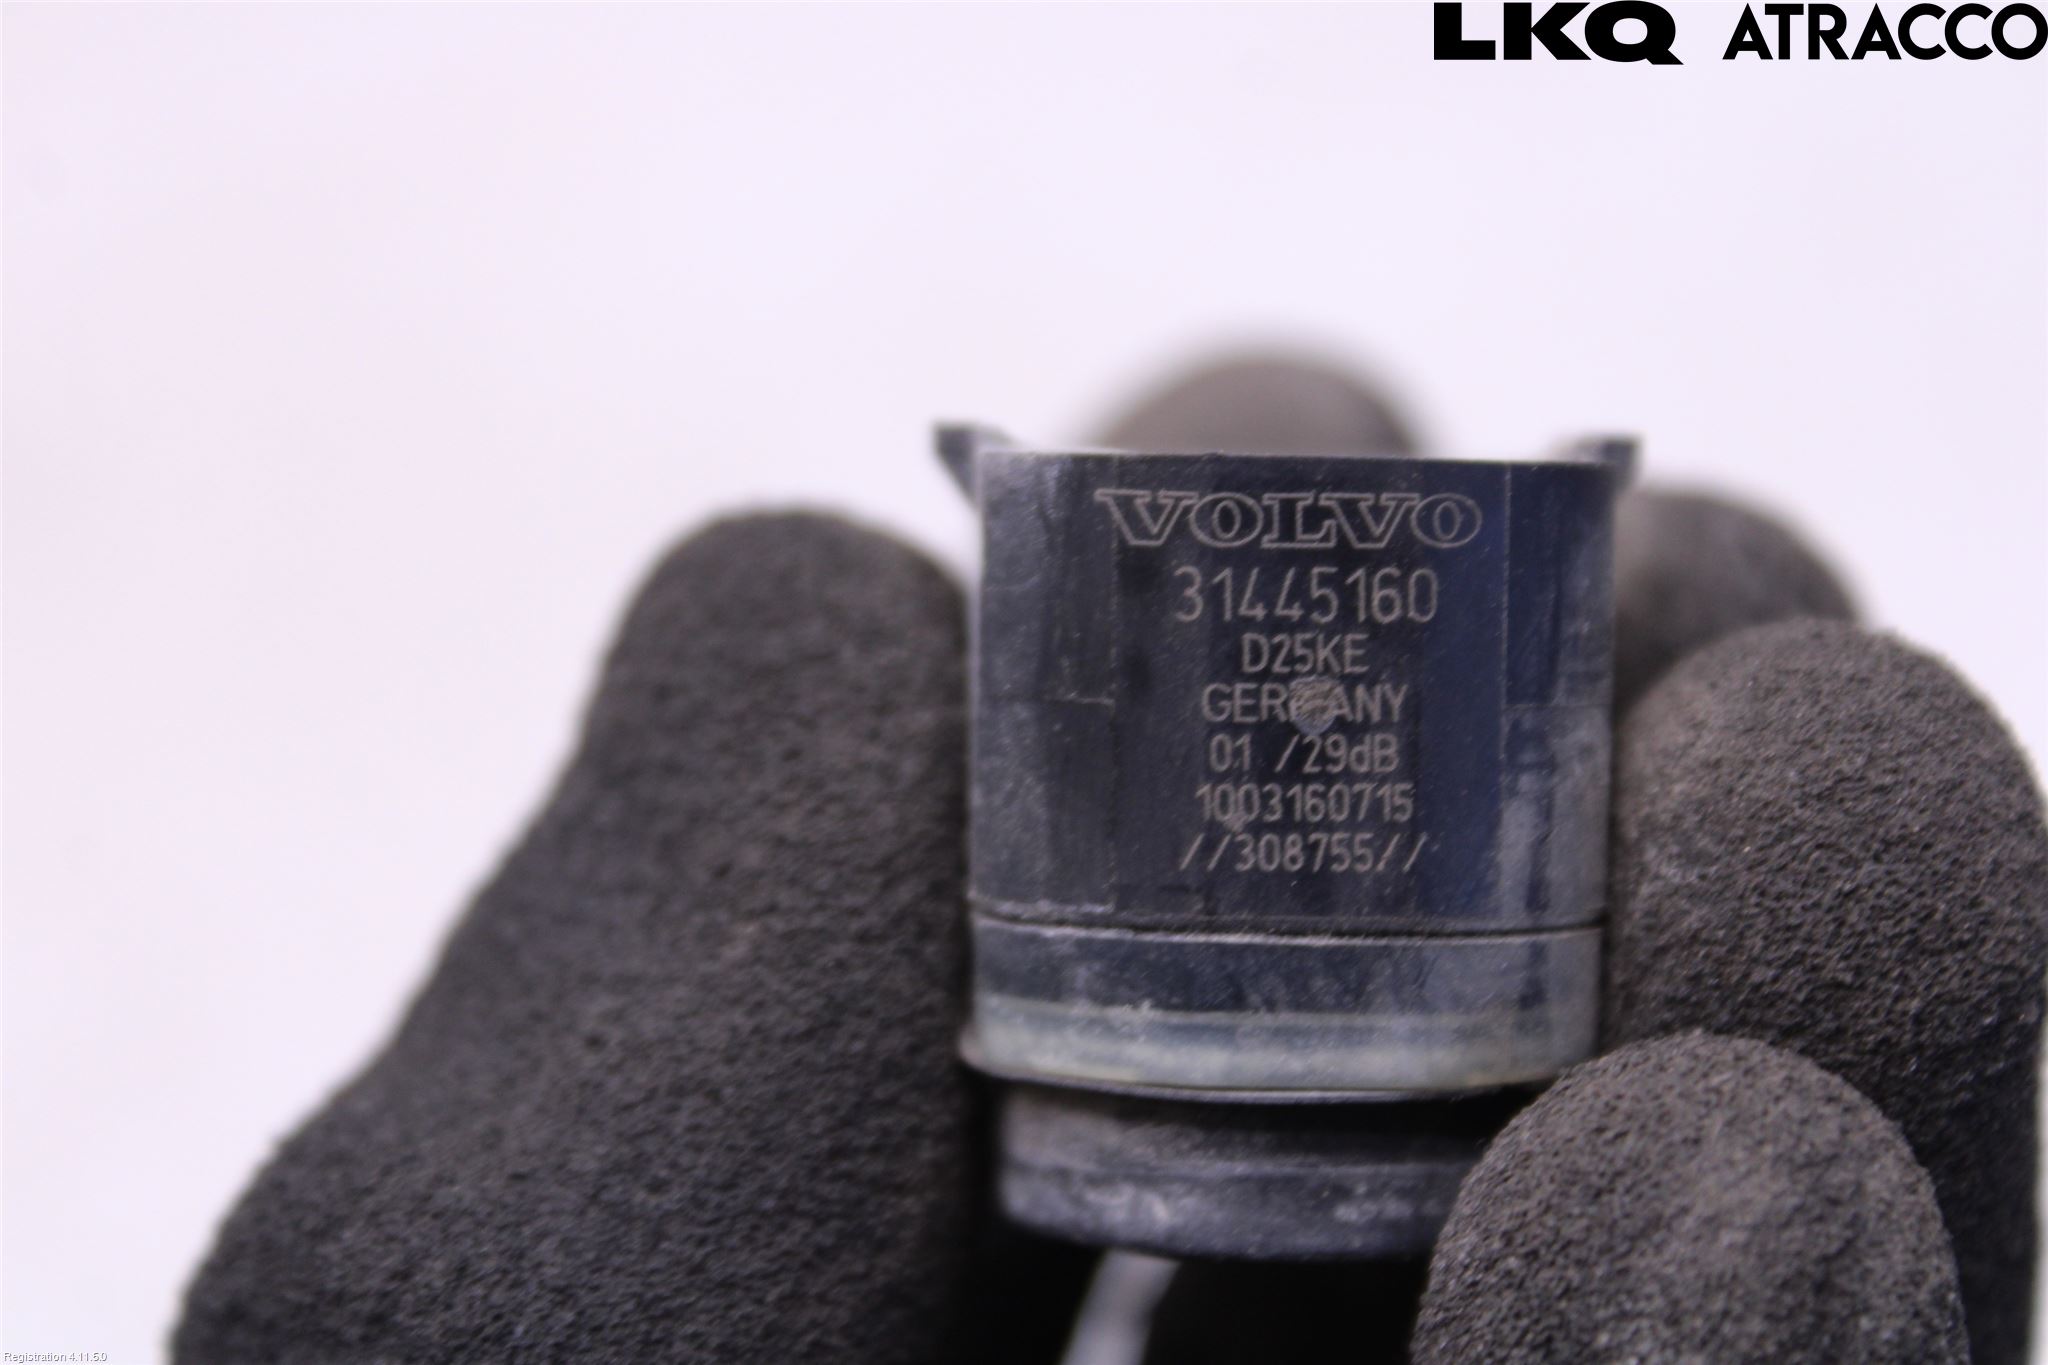 LKQ ATRACCO
VOLVO
31445160
D25KE
GERMANY
01 /29dB
1003160715
//308755//
Registration 4.11.5.0